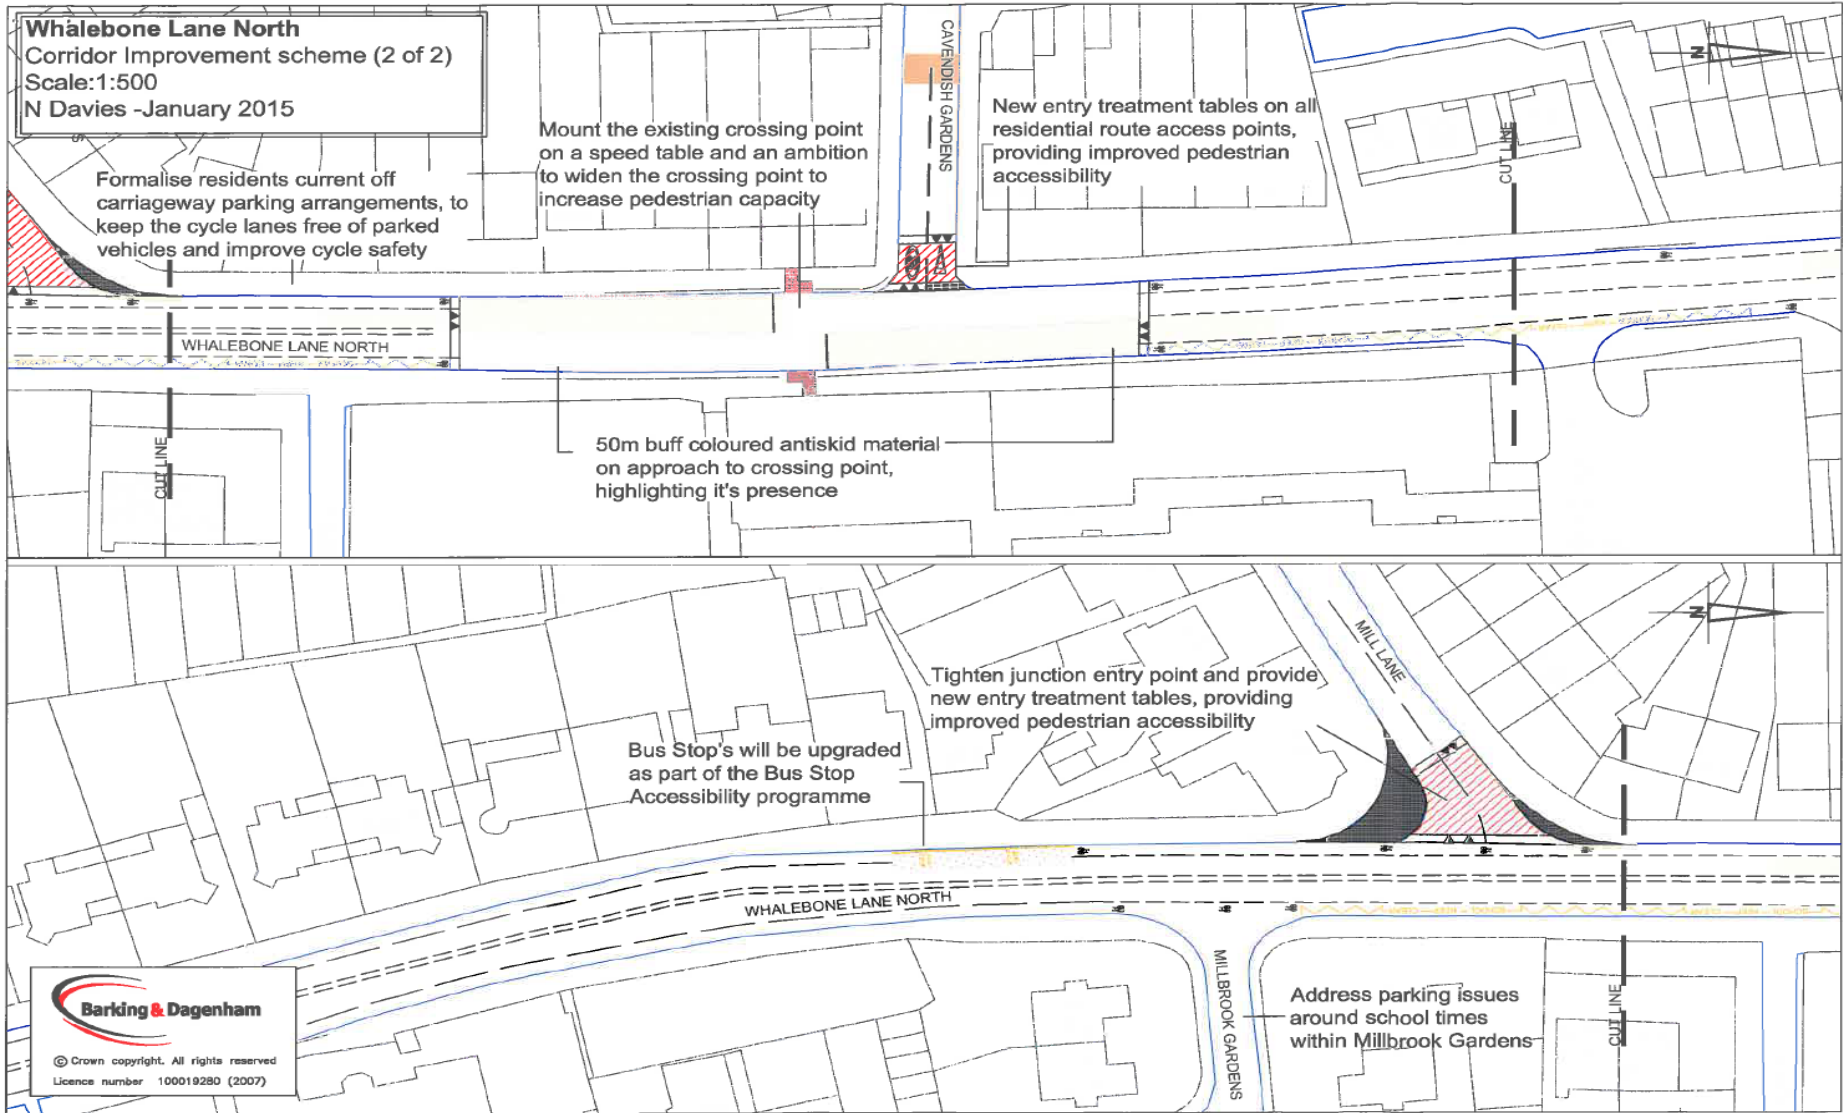 Whalebone Lane North
Corridor Improvement scheme (2 of 2)
Scale:1:500
N Davies -January 2015
Formalise residents current off
carriageway parking arrangements, to
keep the cycle lanes free of parked
vehicles and improve cycle safety
Mount the existing crossing point
on a speed table and an ambition
to widen the crossing point to
increase pedestrian capacity
CAVENDISH GARDENS
New entry treatment tables on all
residential route access points,
providing improved pedestrian
accessibility
N
CUT LINE
WHALEBONE LANE NORTH
CUT LINE
50m buff coloured antiskid material
on approach to crossing point,
highlighting it's presence
N
MILL LANE
Tighten junction entry point and provide
new entry treatment tables, providing
improved pedestrian accessibility
Bus Stop's will be upgraded
as part of the Bus Stop
Accessibility programme
WHALEBONE LANE NORTH
MILLBROOK GARDENS
Address parking issues
around school times
within Millbrook Gardens
CUT LINE
Barking & Dagenham
© Crown copyright. All rights reserved
Licence number 100019280 (2007)